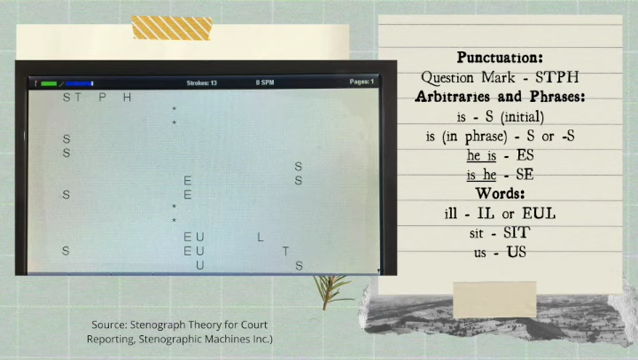 Strokes: 13 0 SPM Pages: 1
S T P H
*
*
S
S
S
E S
S E
*
*
E U L
S E U T
U S
Punctuation:
Question Mark - STPH
Arbitraries and Phrases:
is - S (initial)
is (in phrase) - S or -S
he is - ES
is he - SE
Words:
ill - IL or EUL
sit - SIT
us - US
Source: Stenograph Theory for Court
Reporting, Stenographic Machines Inc.)